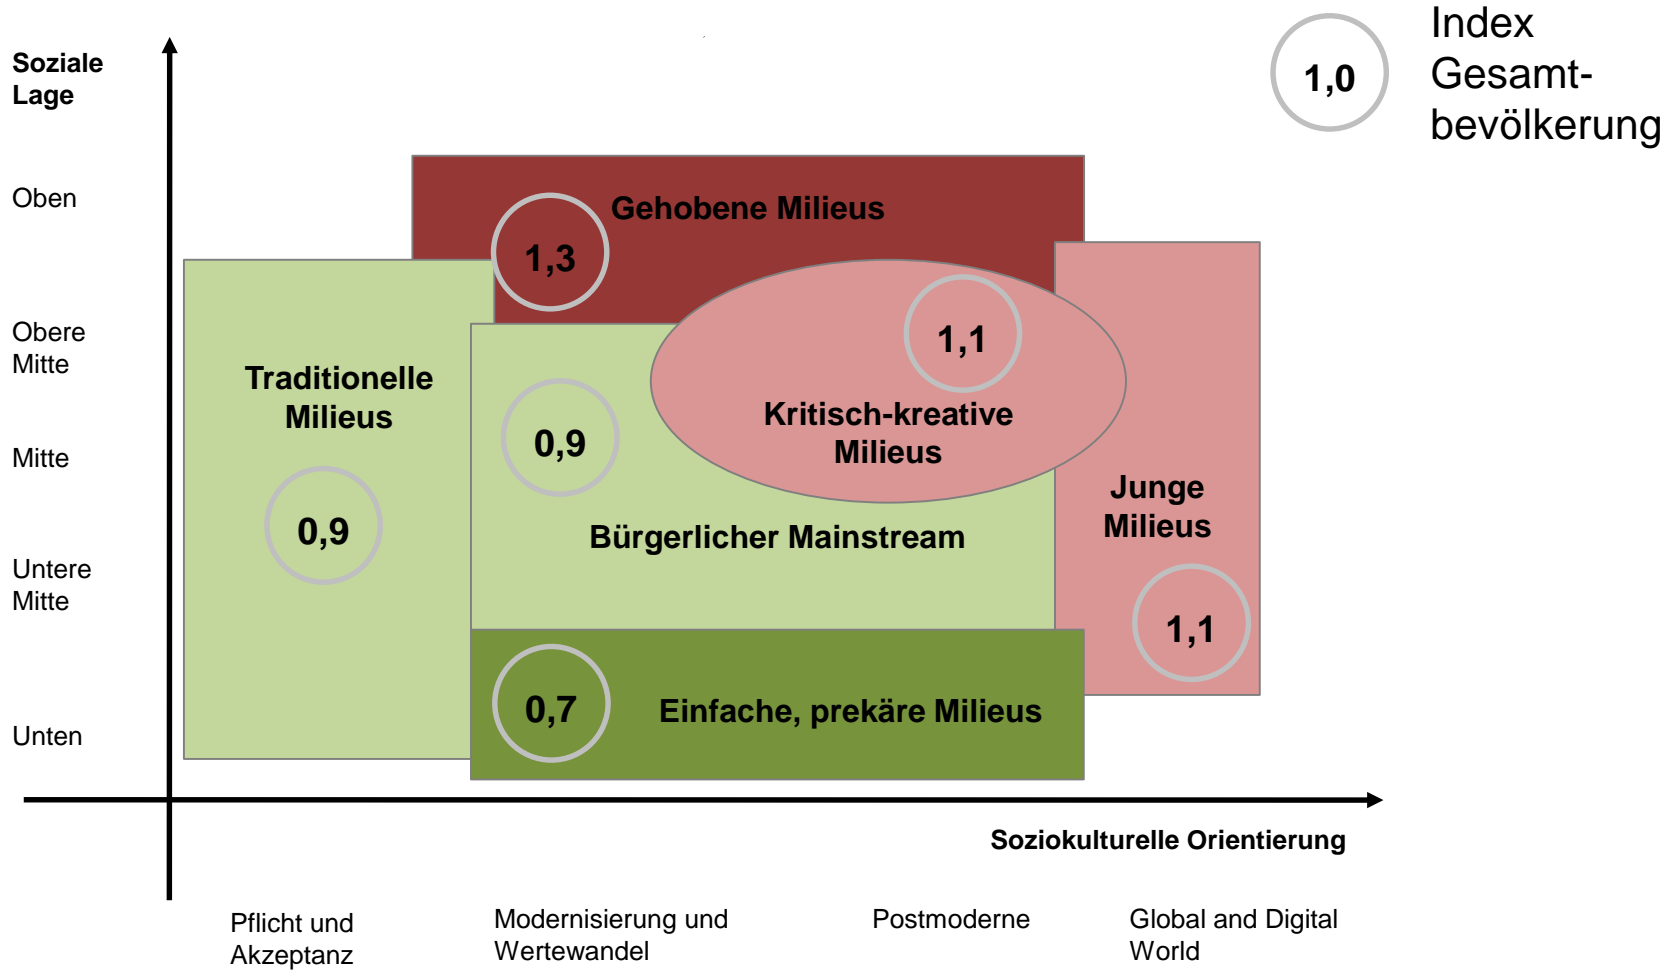 Index
Gesamt-
bevölkerung
1,0
Soziale
Lage
Oben
Obere
Mitte
Mitte
Untere
Mitte
Unten
Gehobene Milieus
1,3
1,1
Kritisch-kreative
Milieus
Traditionelle
Milieus
0,9
0,9
Bürgerlicher Mainstream
Junge
Milieus
1,1
0,7
Einfache, prekäre Milieus
Soziokulturelle Orientierung
Pflicht und
Akzeptanz
Modernisierung und
Wertewandel
Postmoderne
Global and Digital
World